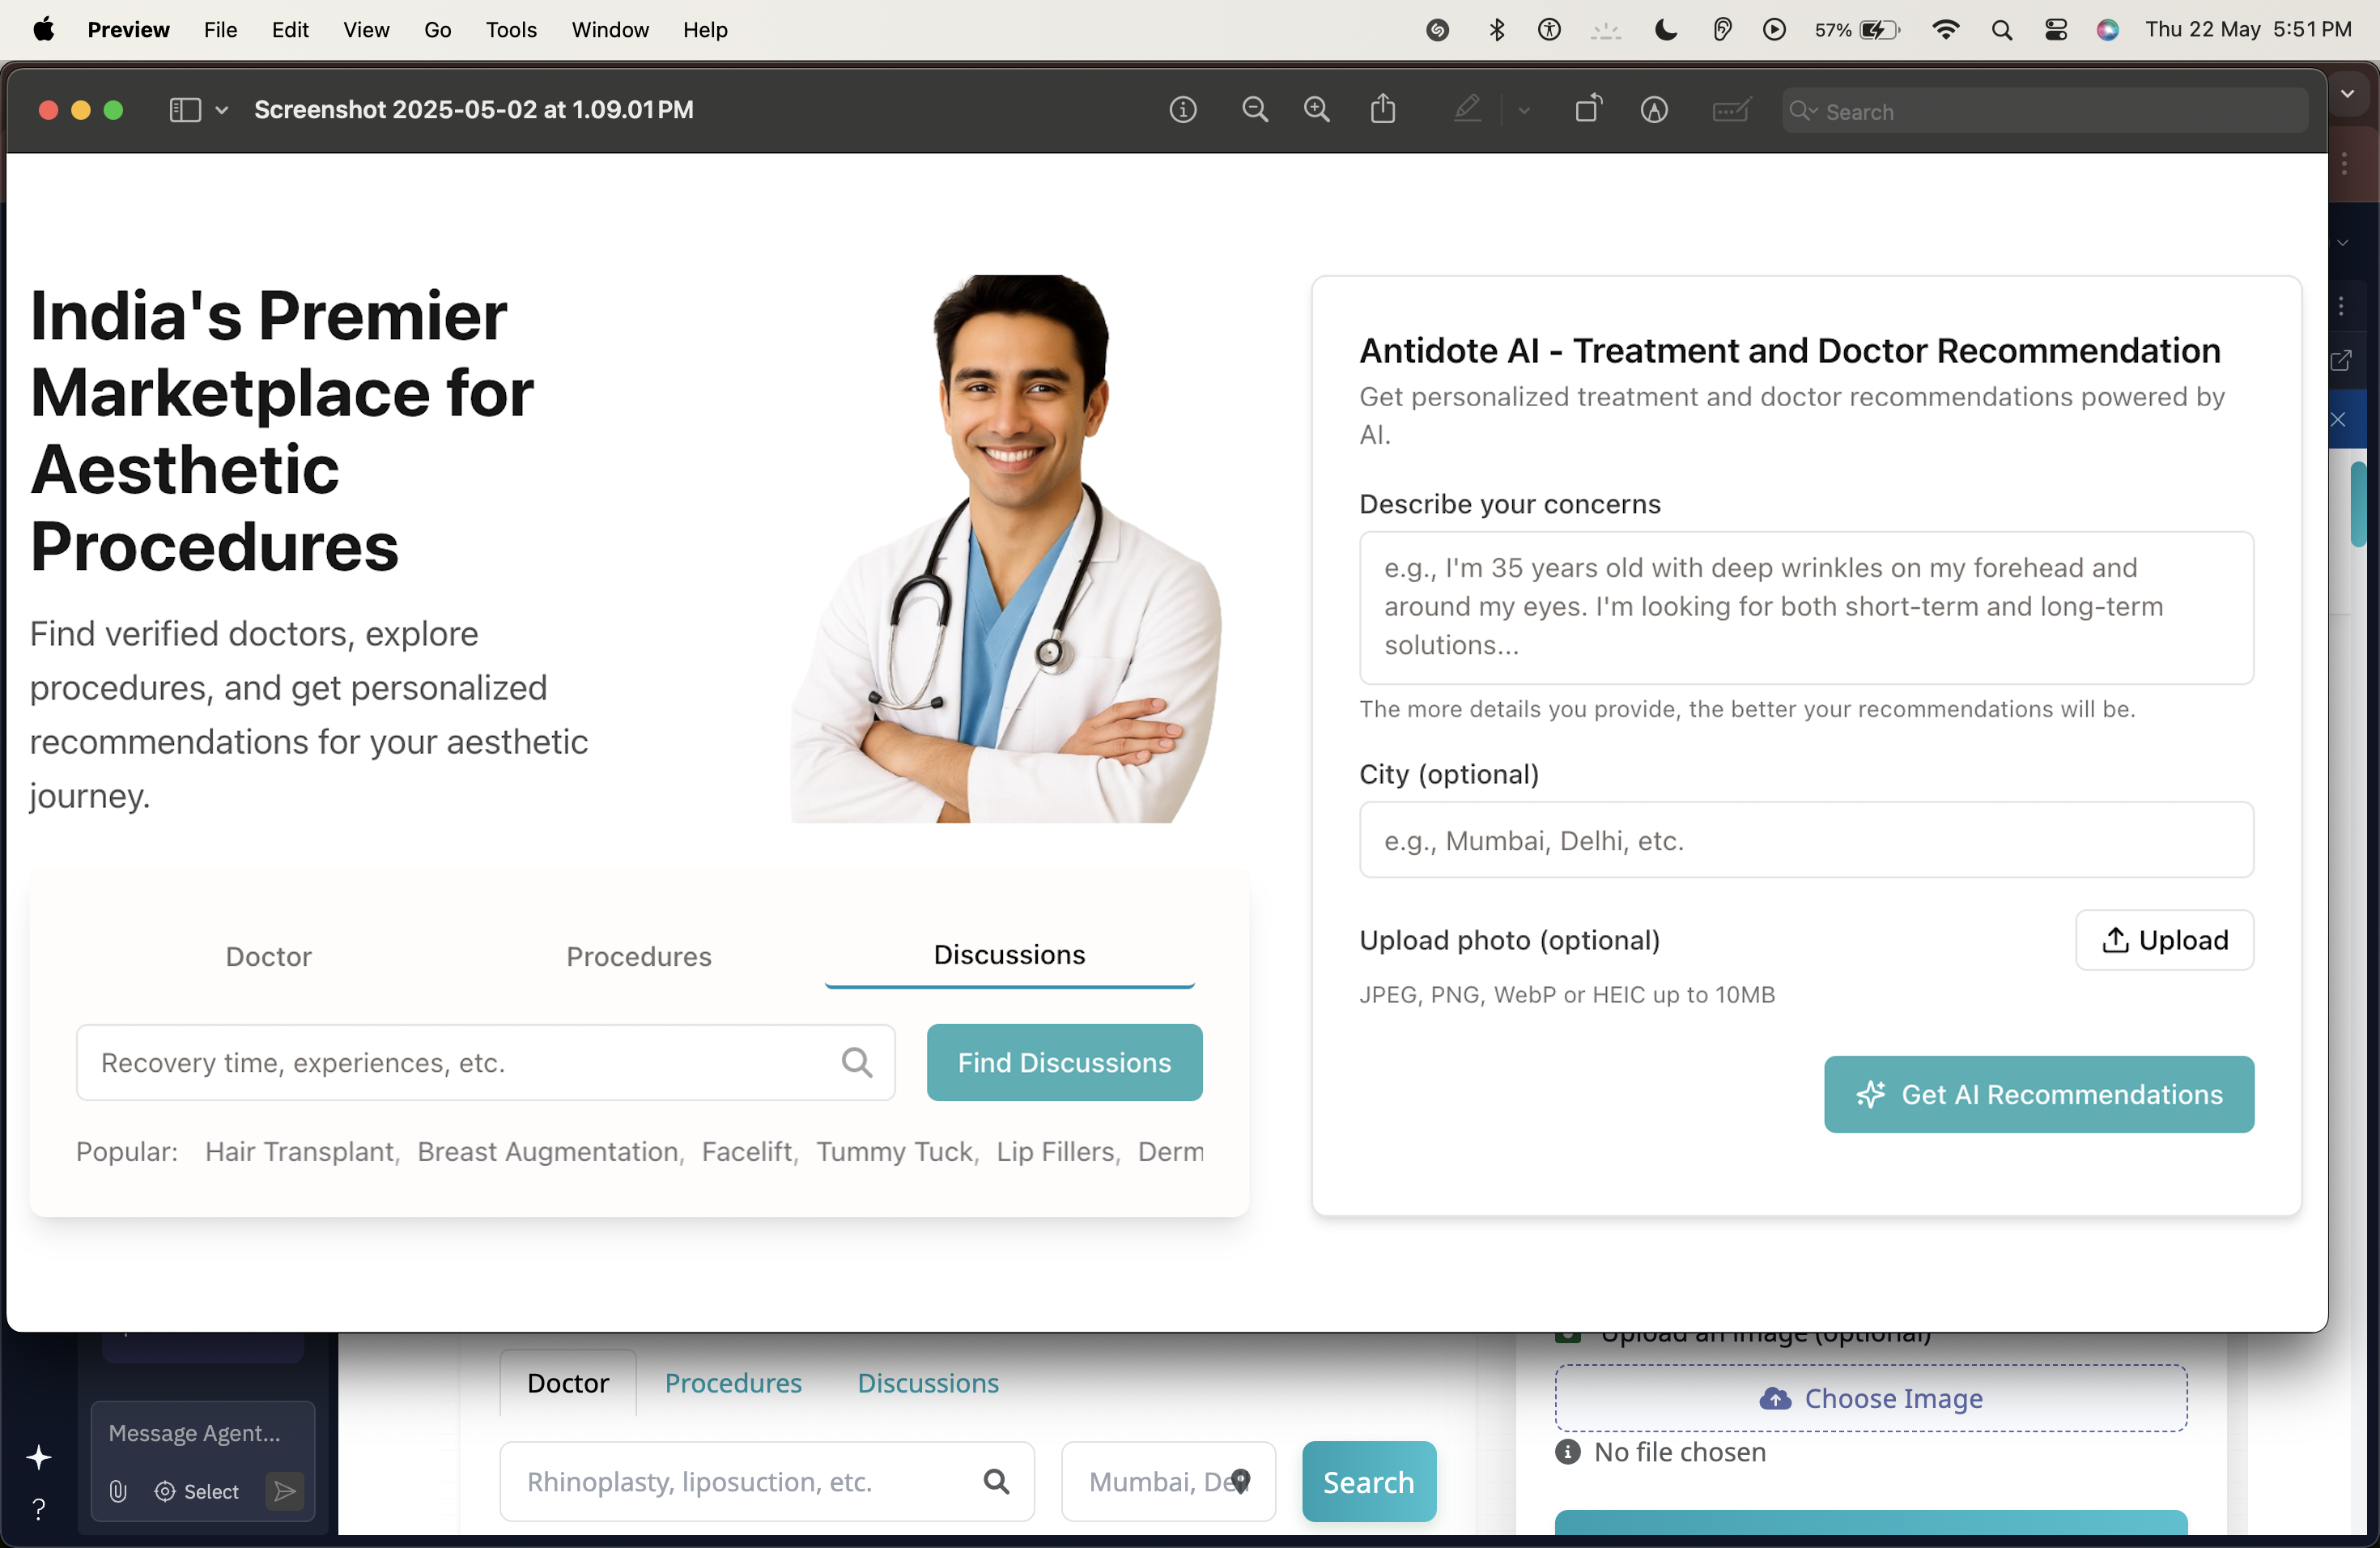 Preview File Edit View Go Tools Window Help
57% Thu 22 May 5:51 PM
Screenshot 2025-05-02 at 1.09.01 PM
Search
India's Premier
Marketplace for
Aesthetic
Procedures
Find verified doctors, explore
procedures, and get personalized
recommendations for your aesthetic
journey.
Doctor Procedures Discussions
Recovery time, experiences, etc.
Find Discussions
Popular: Hair Transplant, Breast Augmentation, Facelift, Tummy Tuck, Lip Fillers, Derm
Antidote AI - Treatment and Doctor Recommendation
Get personalized treatment and doctor recommendations powered by
AI.
Describe your concerns
e.g., I'm 35 years old with deep wrinkles on my forehead and
around my eyes. I'm looking for both short-term and long-term
solutions...
The more details you provide, the better your recommendations will be.
City (optional)
e.g., Mumbai, Delhi, etc.
Upload photo (optional)
Upload
JPEG, PNG, WebP or HEIC up to 10MB
Get AI Recommendations
Message Agent...
Select
?
Doctor Procedures Discussions
Rhinoplasty, liposuction, etc.
Mumbai, De
Search
Upload an image (optional)
Choose Image
No file chosen